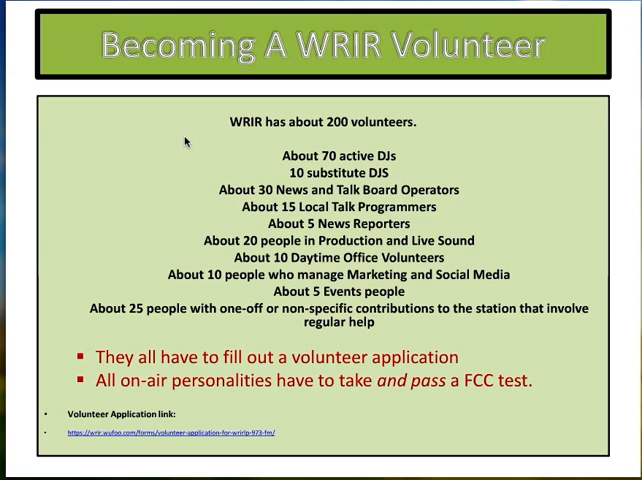 Becoming A WRIR Volunteer
WRIR has about 200 volunteers.
About 70 active DJs
10 substitute DJS
About 30 News and Talk Board Operators
About 15 Local Talk Programmers
About 5 News Reporters
About 20 people in Production and Live Sound
About 10 Daytime Office Volunteers
About 10 people who manage Marketing and Social Media
About 5 Events people
About 25 people with one-off or non-specific contributions to the station that involve
regular help
▪ They all have to fill out a volunteer application
▪ All on-air personalities have to take and pass a FCC test.
• Volunteer Application link:
• https://wrir.wufoo.com/forms/volunteer-application-for-wrirlp-973-fm/